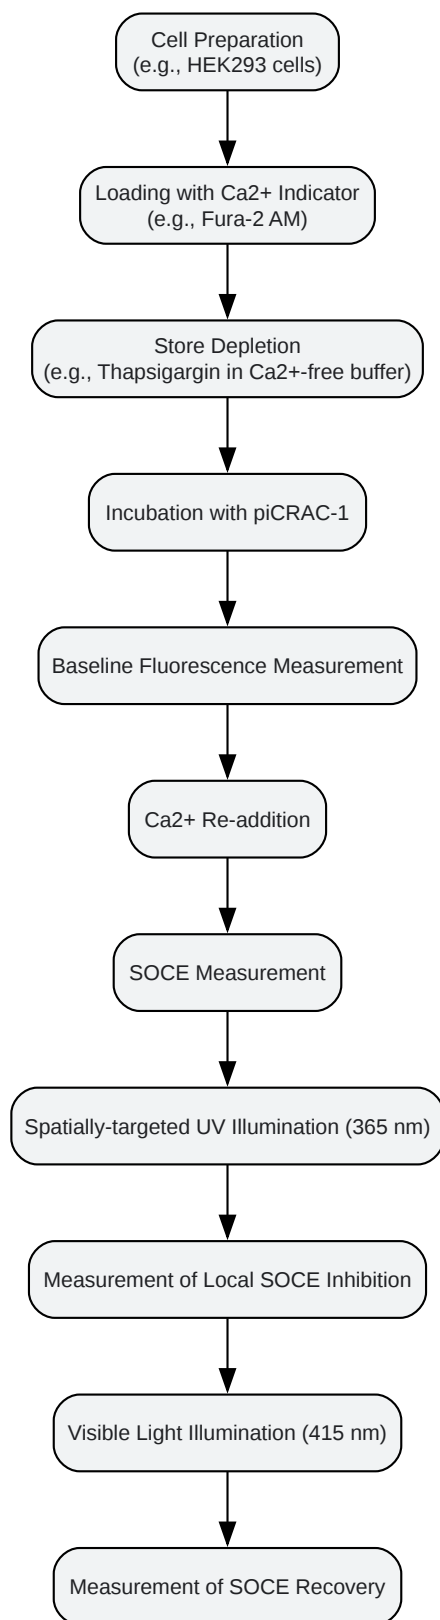 Cell Preparation
(e.g., HEK293 cells)
Loading with Ca2+ Indicator
(e.g., Fura-2 AM)
Store Depletion
(e.g., Thapsigargin in Ca2+-free buffer)
Incubation with piCRAC-1
Baseline Fluorescence Measurement
Ca2+ Re-addition
SOCE Measurement
Spatially-targeted UV Illumination (365 nm)
Measurement of Local SOCE Inhibition
Visible Light Illumination (415 nm)
Measurement of SOCE Recovery